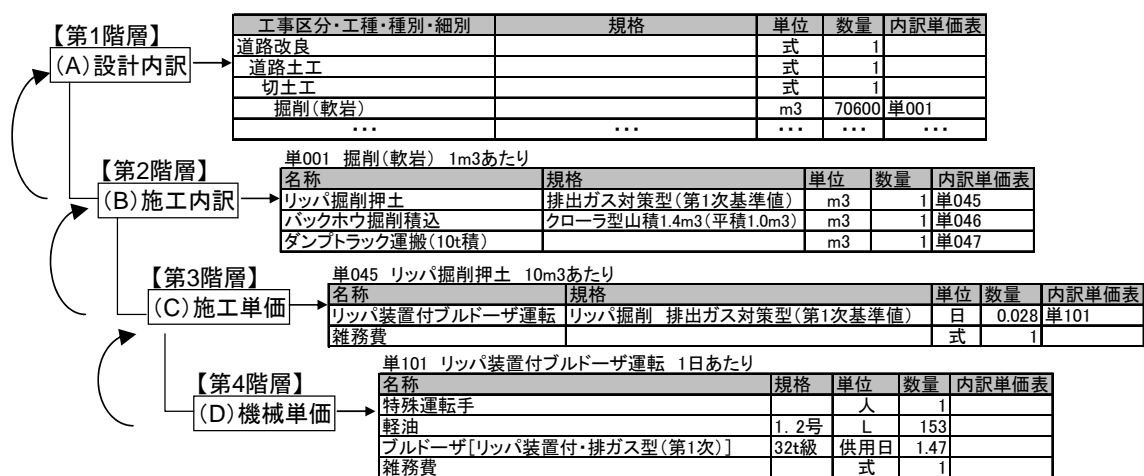 【第1階層】
(A)設計内訳
工事区分・工種・種別・細別 規格 単位 数量 内訳単価表
道路改良 式 1
道路土工 式 1
切土工 式 1
掘削(軟岩) m3 70600 単001
・・・ ・・・ ・・・ ・・・ ・・・
【第2階層】
(B)施工内訳
単001 掘削(軟岩) 1m3あたり
名称 規格 単位 数量 内訳単価表
リッパ掘削押土 排出ガス対策型(第1次基準値) m3 1 単045
バックホウ掘削積込 クローラ型山積1.4m3(平積1.0m3) m3 1 単046
ダンプトラック運搬(10t積) m3 1 単047
【第3階層】
(C)施工単価
単045 リッパ掘削押土 10m3あたり
名称 規格 単位 数量 内訳単価表
リッパ装置付ブルドーザ運転 リッパ掘削 排出ガス対策型(第1次基準値) 日 0.028 単101
雑務費 式 1
【第4階層】
(D)機械単価
単101 リッパ装置付ブルドーザ運転 1日あたり
名称 規格 単位 数量 内訳単価表
特殊運転手 人 1
軽油 1.2号 L 153
ブルドーザ[リッパ装置付・排ガス型(第1次)] 32t級 供用日 1.47
雑務費 式 1